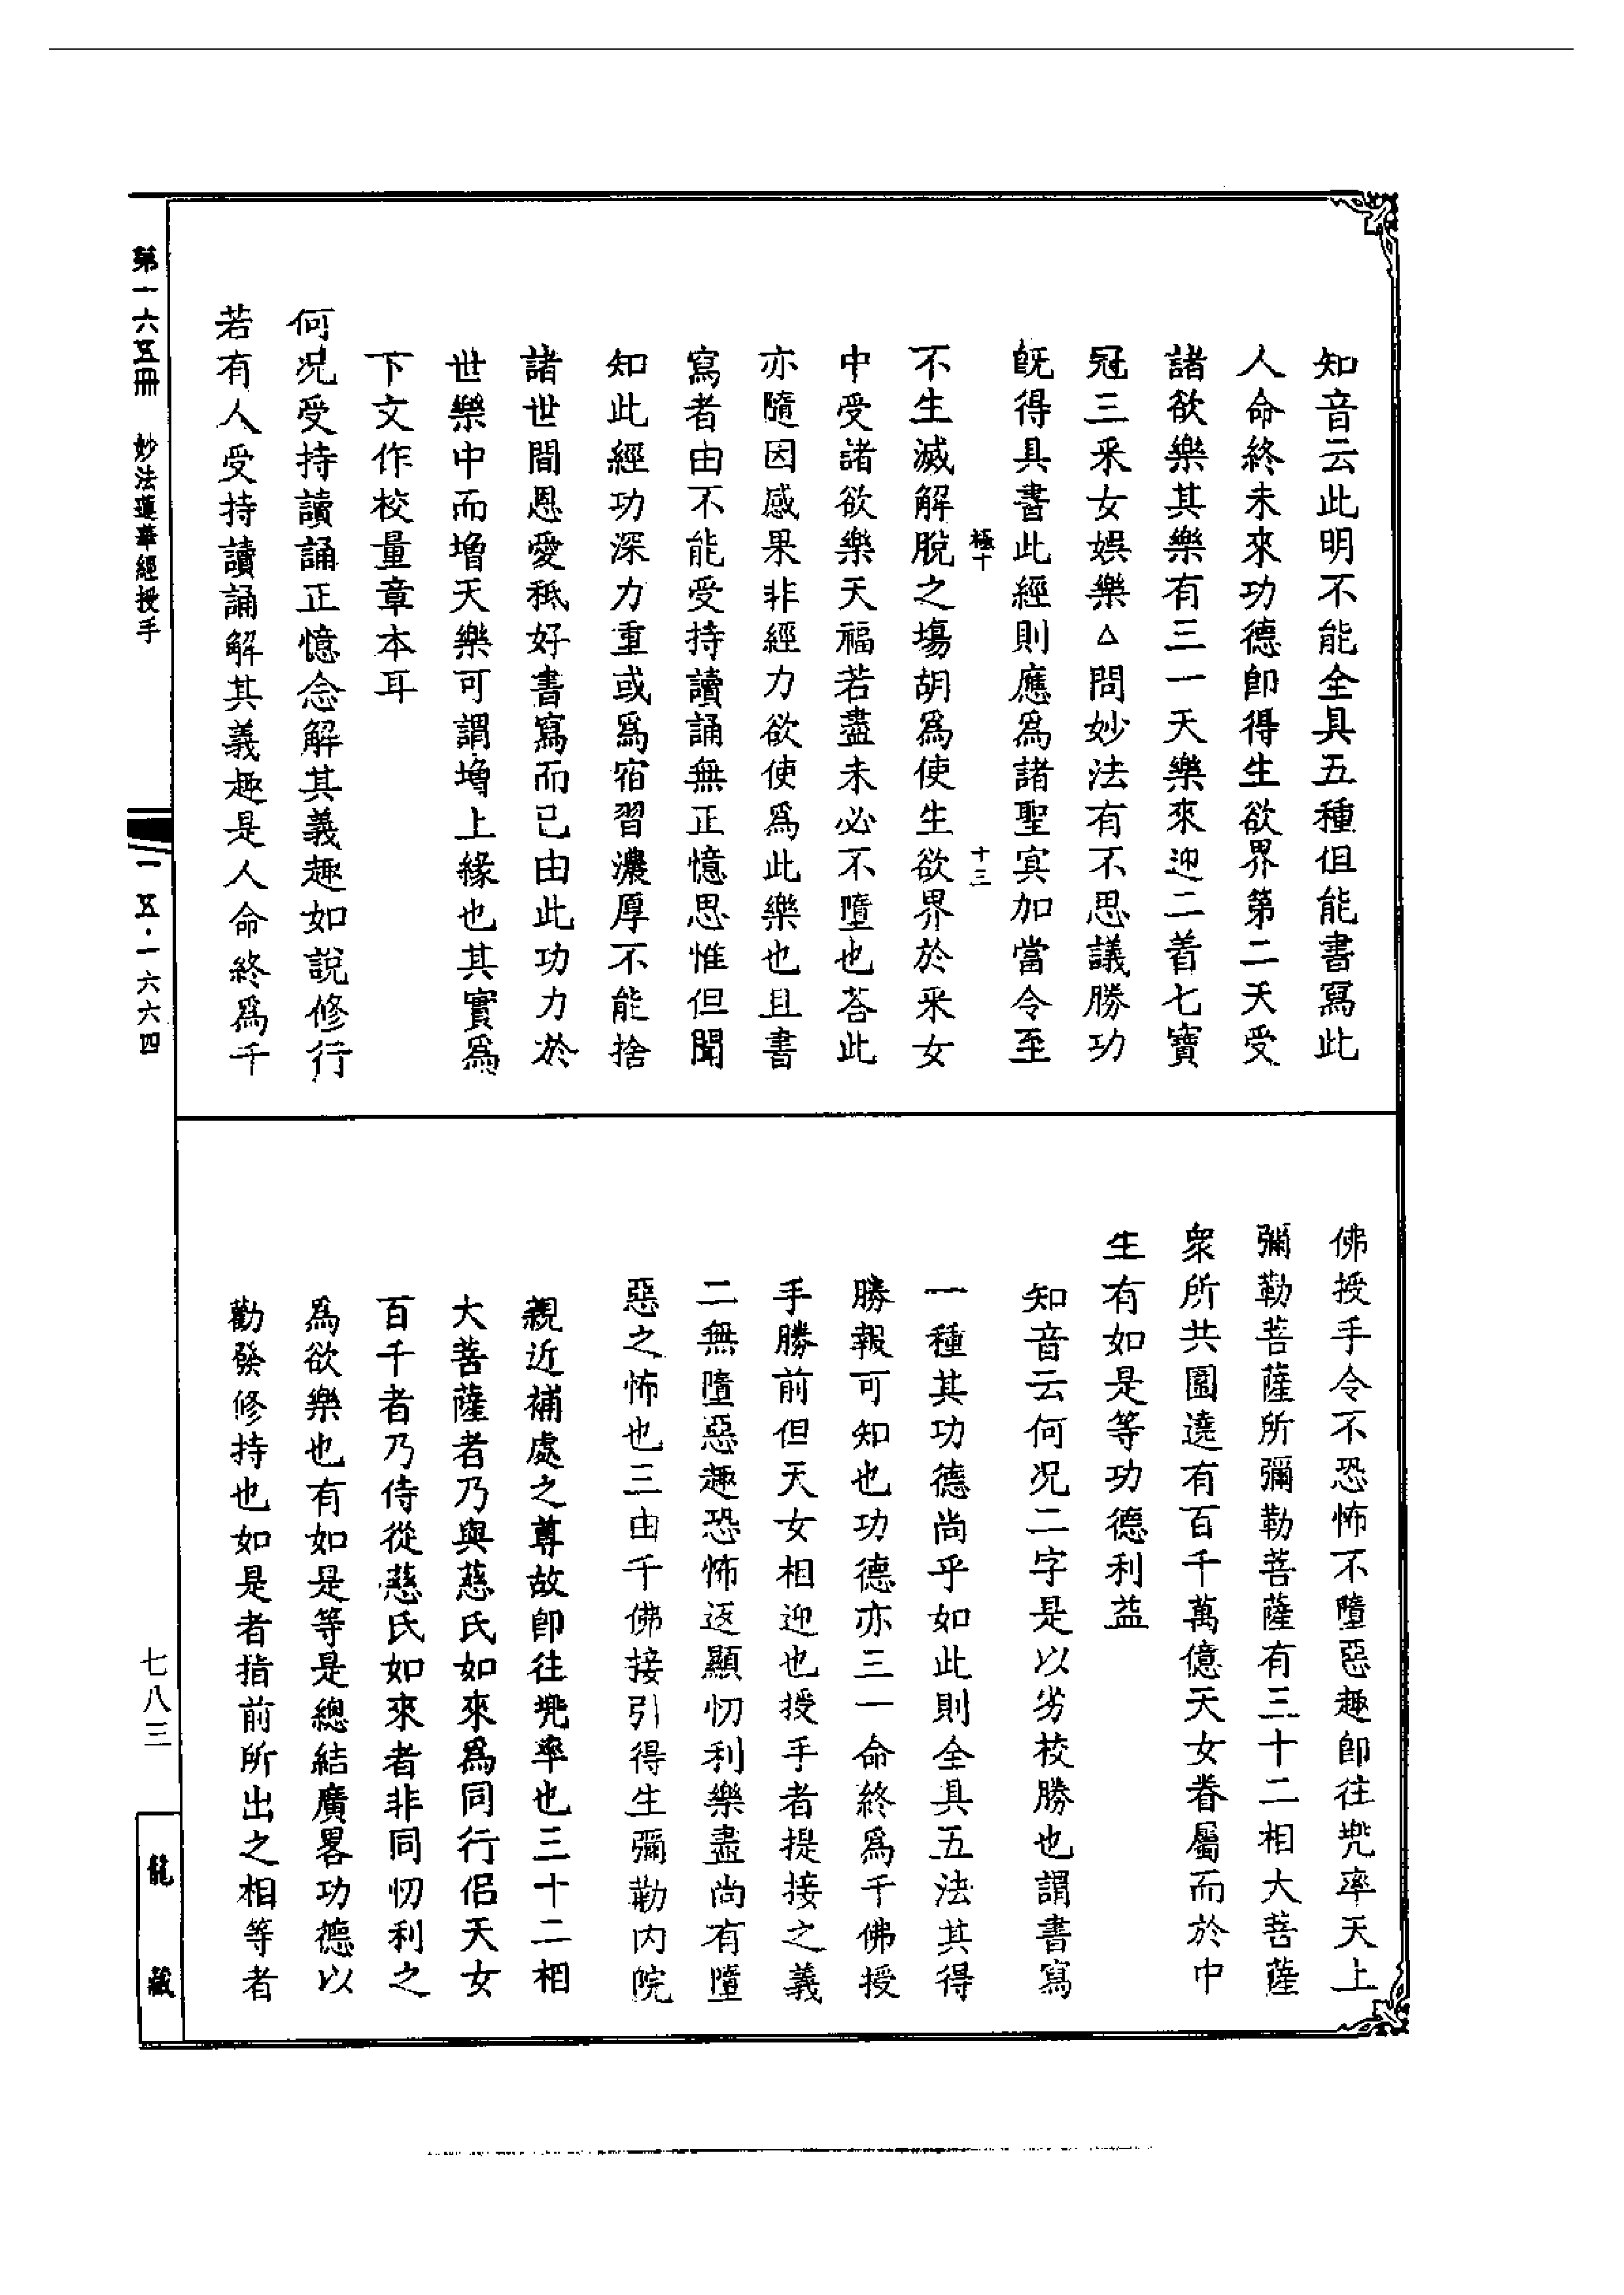 知音云此明不能全具五種但能書寫此
人命終未來功德卽得生欲界第二天受
諸欲樂其樂有三一天樂來迎二着七寶
冠三釆女娛樂△問妙法有不思議勝功
旣得具書此經則應爲諸聖㝠加當令至
極十
十三
不生滅解脫之塲胡爲使生欲界於釆女
中受諸欲樂天福若盡未必不墮也荅此
亦隨因感果非經力欲使爲此樂也且書
寫者由不能受持讀誦無正憶思惟但聞
知此經功深力重或爲宿習濃厚不能捨
諸世間恩愛秪好書寫而已由此功力於
世樂中而增天樂可謂增上緣也其實爲
下文作校量章本耳
何況受持讀誦正憶念解其義趣如說修行
若有人受持讀誦解其義趣是人命終爲千
佛授手令不恐怖不墮惡趣卽往兠率天上
彌勒菩薩所彌勒菩薩有三十二相大菩薩
衆所共圍遶有百千萬億天女眷屬而於中
生有如是等功德利益
知音云何况二字是以劣校勝也謂書寫
一種其功德尚乎如此則全具五法其得
勝報可知也功德亦三一命終爲千佛授
手勝前但天女相迎也授手者提接之義
二無墮惡趣恐怖返顯忉利樂盡尚有墮
惡之怖也三由千佛接引得生彌勒内院
親近補處之尊故卽往兠率也三十二相
大菩薩者乃與慈氏如來爲同行侶天女
百千者乃侍從慈氏如來者非同忉利之
爲欲樂也有如是等是總結廣畧功德以
勸發修持也如是者指前所出之相等者
第一六五冊　妙法蓮華經授手
一五·一六六四
七八三
龍藏